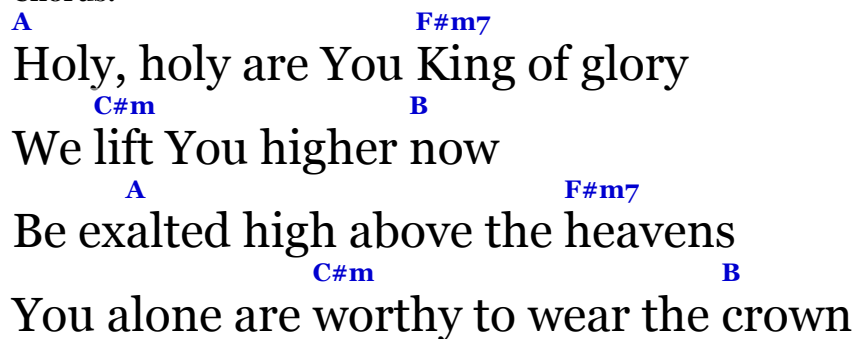 Chorus:
A F#m7
Holy, holy are You King of glory
C#m B
We lift You higher now
A F#m7
Be exalted high above the heavens
C#m B
You alone are worthy to wear the crown